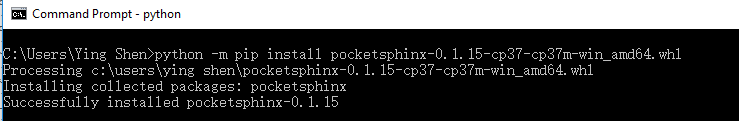 Command Prompt - python
C:\Users\Ying Shen>python -m pip install pocketsphinx-0.1.15-cp37-cp37m-win_amd64.whl
Processing c:\users\ying shen\pocketsphinx-0.1.15-cp37-cp37m-win_amd64.whl
Installing collected packages: pocketsphinx
Successfully installed pocketsphinx-0.1.15